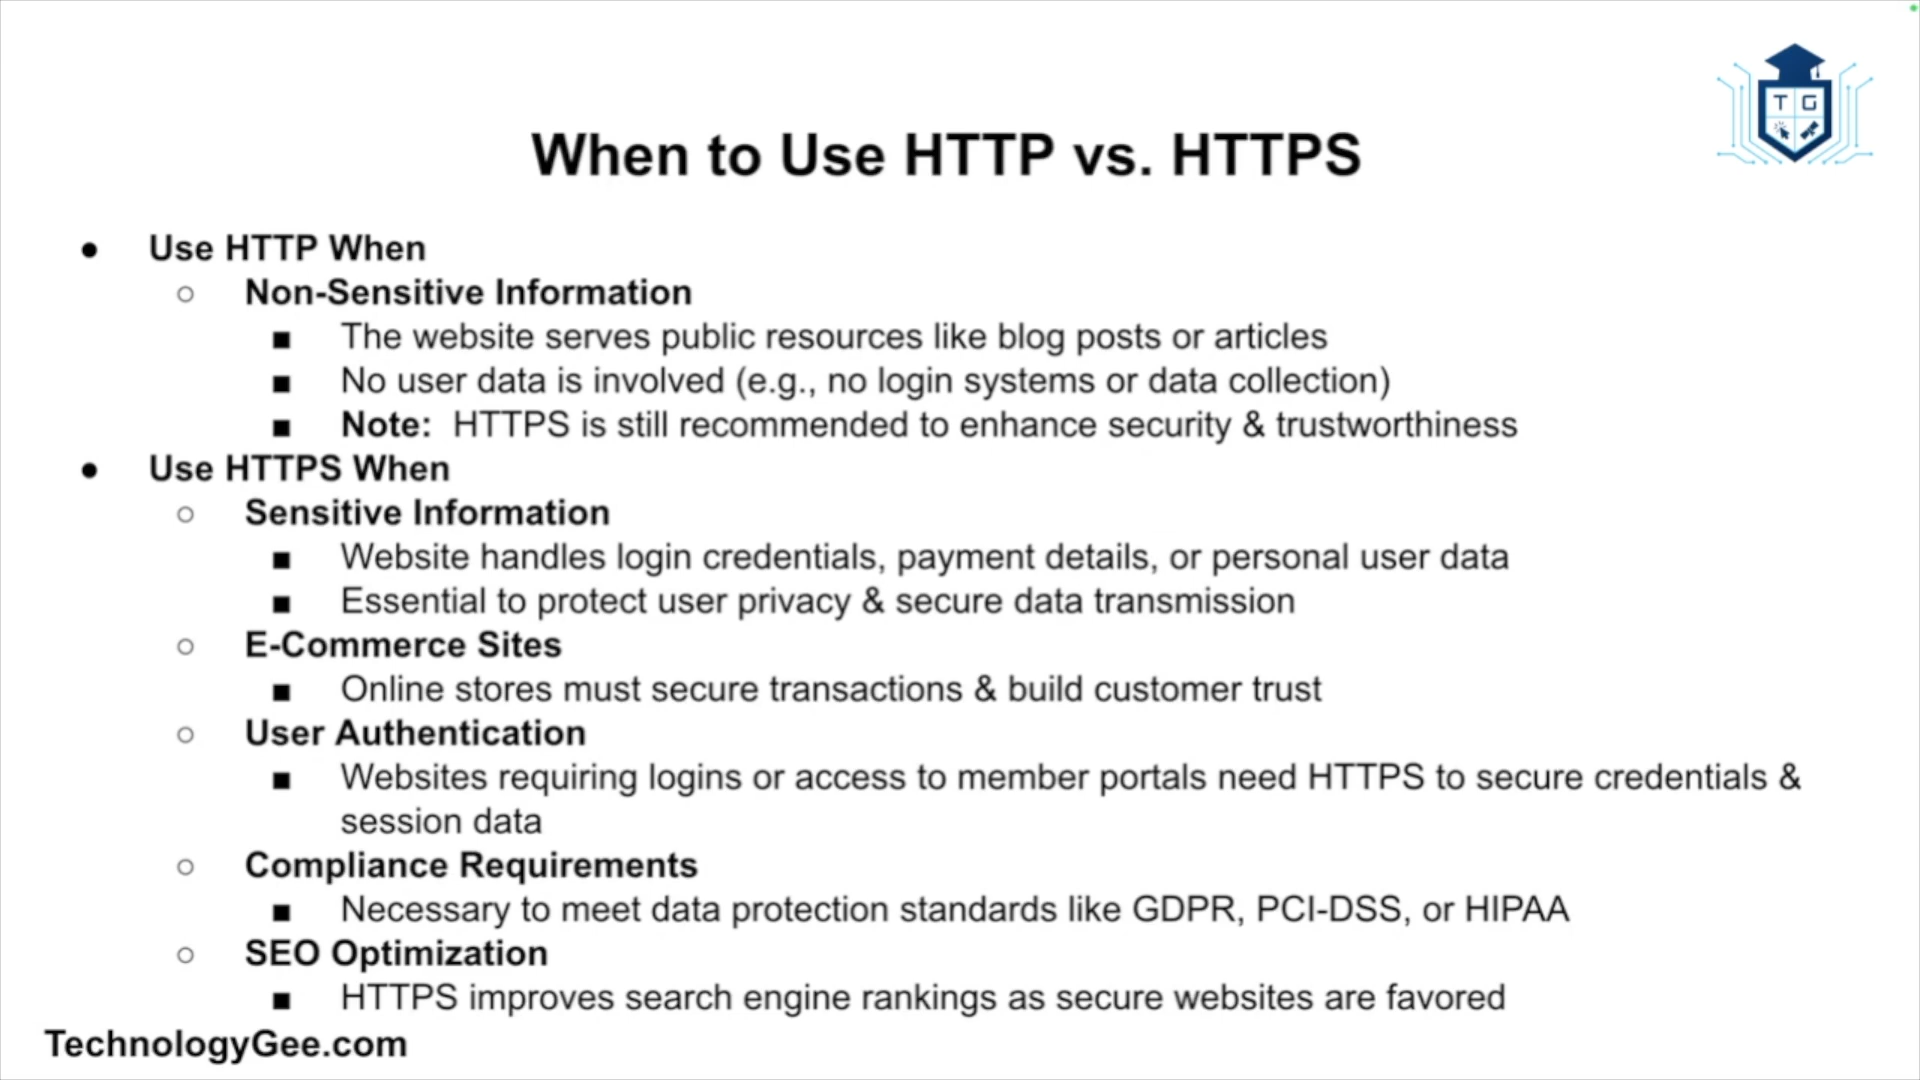 T G
When to Use HTTP vs. HTTPS
● Use HTTP When
○ Non-Sensitive Information
■ The website serves public resources like blog posts or articles
■ No user data is involved (e.g., no login systems or data collection)
■ Note: HTTPS is still recommended to enhance security & trustworthiness
● Use HTTPS When
○ Sensitive Information
■ Website handles login credentials, payment details, or personal user data
■ Essential to protect user privacy & secure data transmission
○ E-Commerce Sites
■ Online stores must secure transactions & build customer trust
○ User Authentication
■ Websites requiring logins or access to member portals need HTTPS to secure credentials &
session data
○ Compliance Requirements
■ Necessary to meet data protection standards like GDPR, PCI-DSS, or HIPAA
○ SEO Optimization
■ HTTPS improves search engine rankings as secure websites are favored
TechnologyGee.com